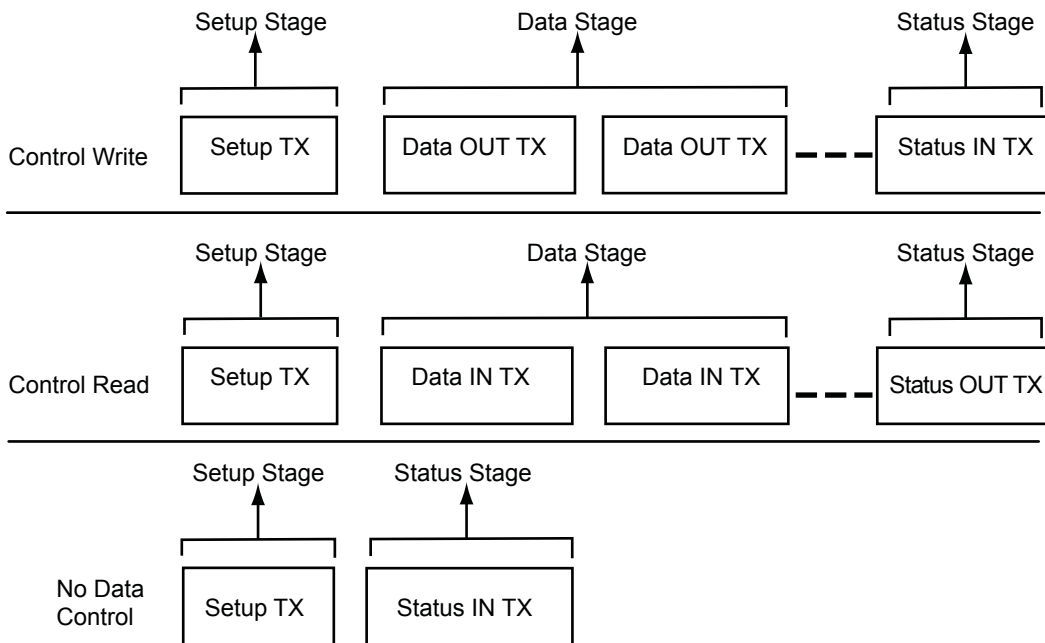 Setup Stage Data Stage Status Stage
Control Write Setup TX Data OUT TX Data OUT TX Status IN TX
Setup Stage Data Stage Status Stage
Control Read Setup TX Data IN TX Data IN TX Status OUT TX
Setup Stage Status Stage
No Data
Control
Setup TX Status IN TX